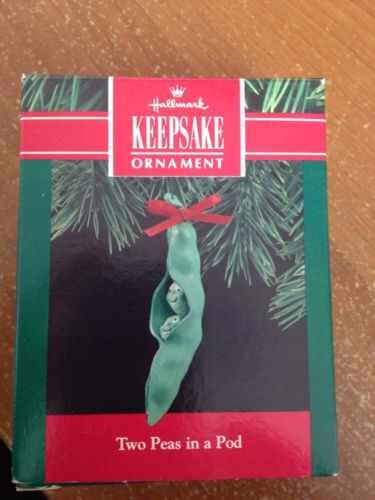 Hallmark
KEEPSAKE
ORNAMENT
Two Peas in a Pod